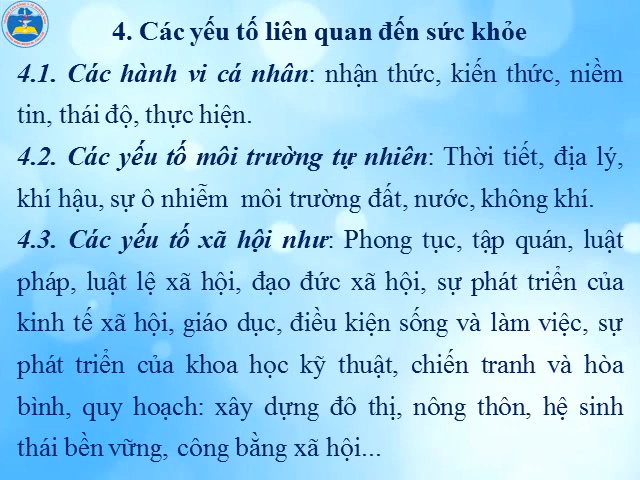 4. Các yếu tố liên quan đến sức khỏe
4.1. Các hành vi cá nhân: nhận thức, kiến thức, niềm
tin, thái độ, thực hiện.
4.2. Các yếu tố môi trường tự nhiên: Thời tiết, địa lý,
khí hậu, sự ô nhiễm môi trường đất, nước, không khí.
4.3. Các yếu tố xã hội như: Phong tục, tập quán, luật
pháp, luật lệ xã hội, đạo đức xã hội, sự phát triển của
kinh tế xã hội, giáo dục, điều kiện sống và làm việc, sự
phát triển của khoa học kỹ thuật, chiến tranh và hòa
bình, quy hoạch: xây dựng đô thị, nông thôn, hệ sinh
thái bền vững, công bằng xã hội...